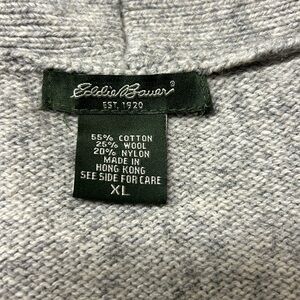 Eddie Bauer®
EST. 1920
55% COTTON
25% WOOL
20% NYLON
MADE IN
HONG KONG
SEE SIDE FOR CARE
XL